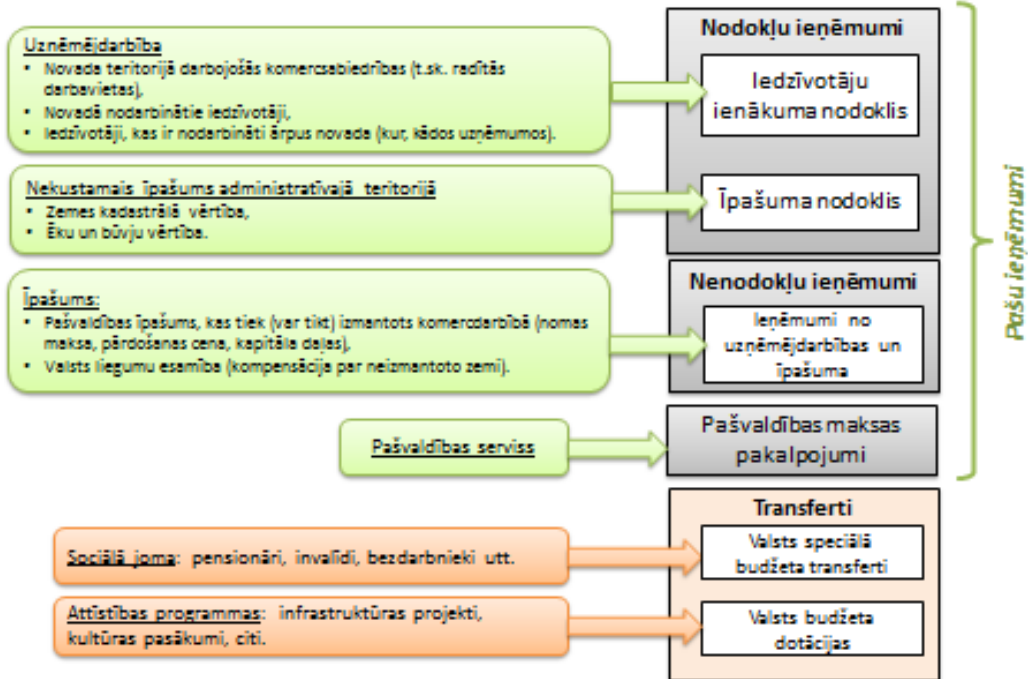 Uzņēmējdarbība
• Novada teritorijā darbojošās komercsabiedrības (t.sk. radītās
darbavietas),
• Novadā nodarbinātie iedzīvotāji,
• Iedzīvotāji, kas ir nodarbināti ārpus novada (kur, kādos uzņēmumos).
Nodokļu ieņēmumi
Iedzīvotāju
ienākuma nodoklis
Nekustamais īpašums administratīvajā teritorijā
• Zemes kadastrālā vērtība,
• Ēku un būvju vērtība.
Īpašuma nodoklis
Īpašums:
• Pašvaldības īpašums, kas tiek (var tikt) izmantots komercdarbībā (nomas
maksa, pārdošanas cena, kapitāla daļas),
• Valsts liegumu esamība (kompensācija par neizmantoto zemi).
Nenodokļu ieņēmumi
Ieņēmumi no
uzņēmējdarbības un
īpašuma
Pašvaldības serviss
Pašvaldības maksas
pakalpojumi
Pašu ieņēmumi
Transferti
Sociālā joma: pensionāri, invalīdi, bezdarbnieki utt.
Valsts speciālā
budžeta transferti
Attīstības programmas: infrastruktūras projekti,
kultūras pasākumi, citi.
Valsts budžeta
dotācijas